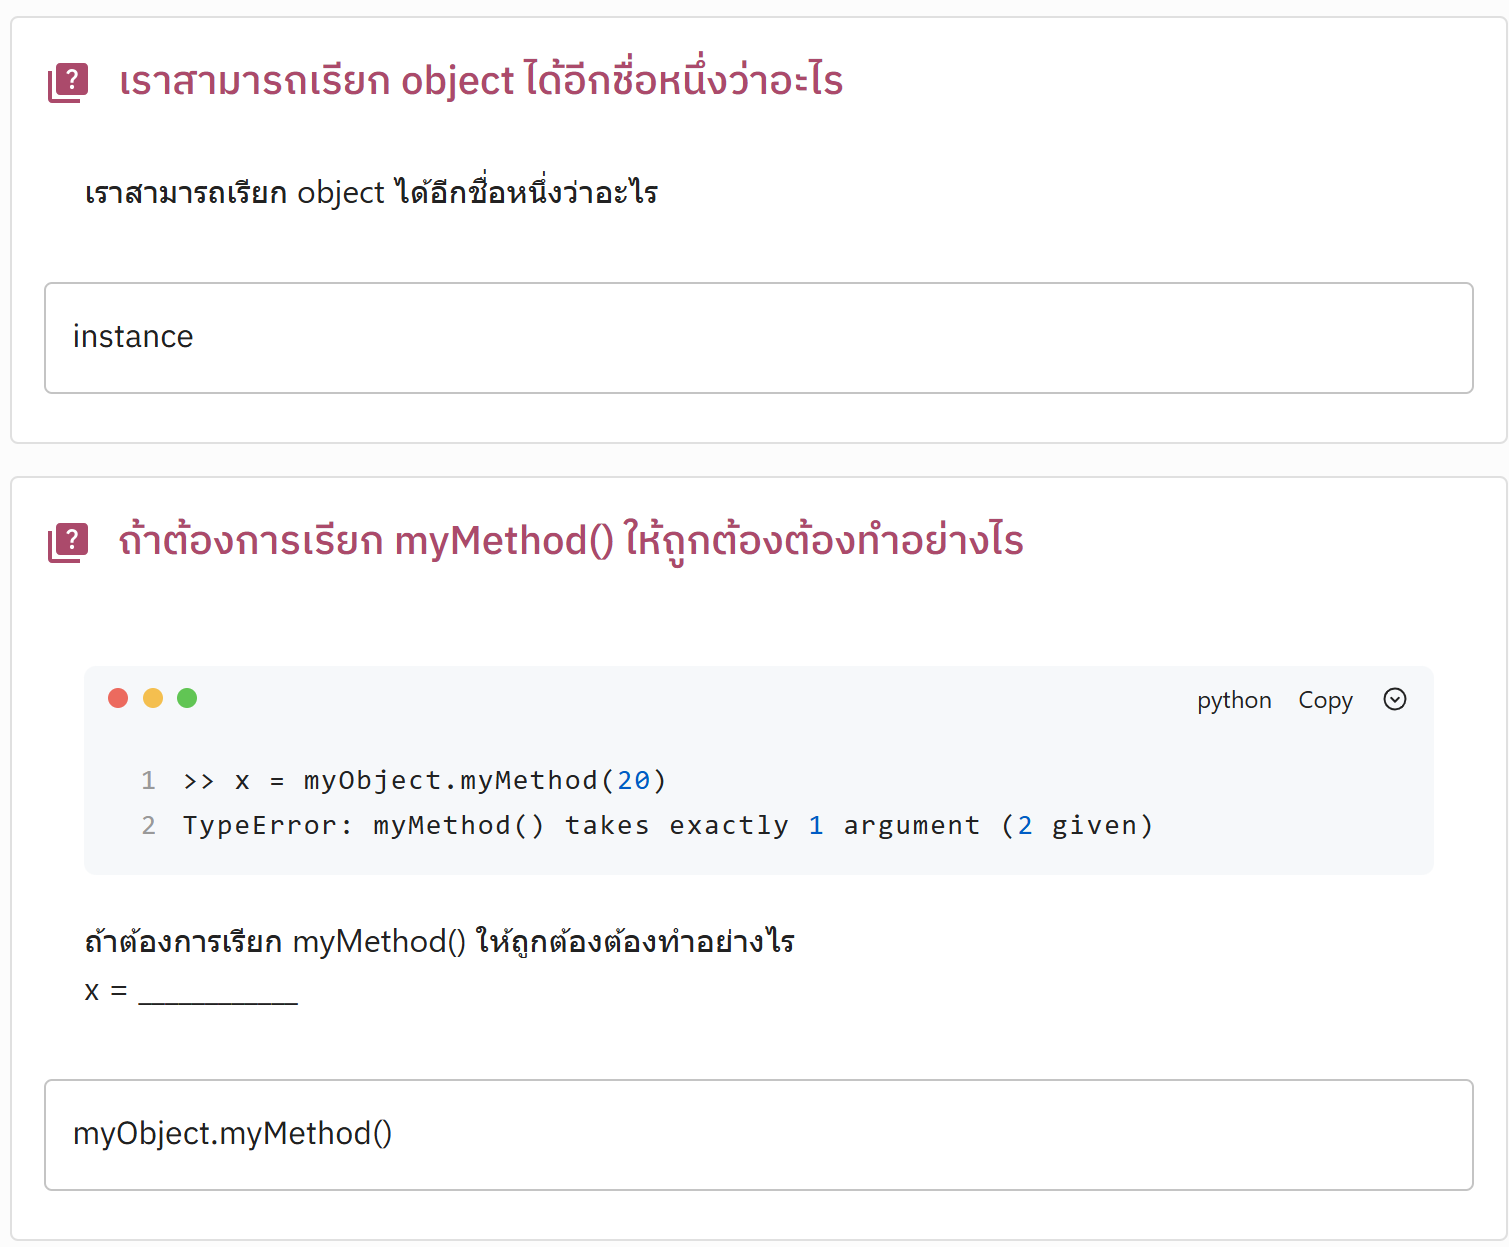 เราสามารถเรียก object ได้อีกชื่อหนึ่งว่าอะไร
เราสามารถเรียก object ได้อีกชื่อหนึ่งว่าอะไร
instance
ถ้าต้องการเรียก myMethod() ให้ถูกต้องต้องทำอย่างไร
python Copy
1 >> x = myObject.myMethod(20)
2 TypeError: myMethod() takes exactly 1 argument (2 given)
ถ้าต้องการเรียก myMethod() ให้ถูกต้องต้องทำอย่างไร
x = ____________
myObject.myMethod()